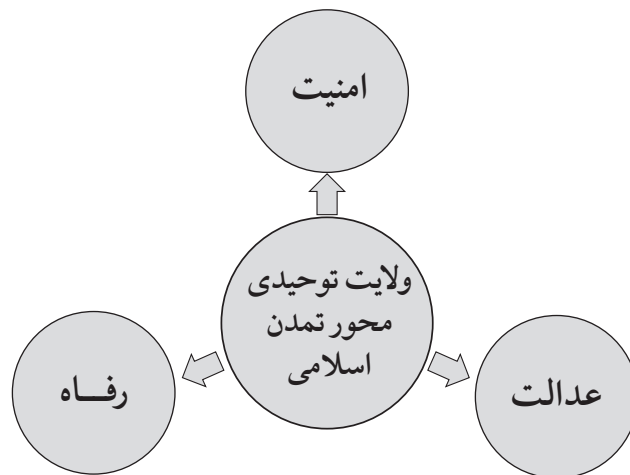 امنیت
ولایت توحیدی
محور تمدن
اسلامی
عدالت
رفـــاه